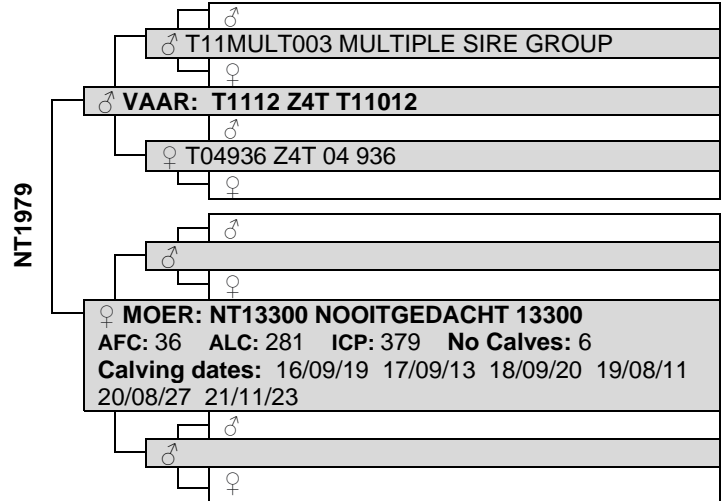 ♂
♂ T11MULT003 MULTIPLE SIRE GROUP
♀
♂ VAAR: T1112 Z4T T11012
♂
♀ T04936 Z4T 04 936
♀
NT1979
♂
♂
♀
♀ MOER: NT13300 NOOITGEDACHT 13300
AFC: 36 ALC: 281 ICP: 379 No Calves: 6
Calving dates: 16/09/19 17/09/13 18/09/20 19/08/11
20/08/27 21/11/23
♂
♂
♀